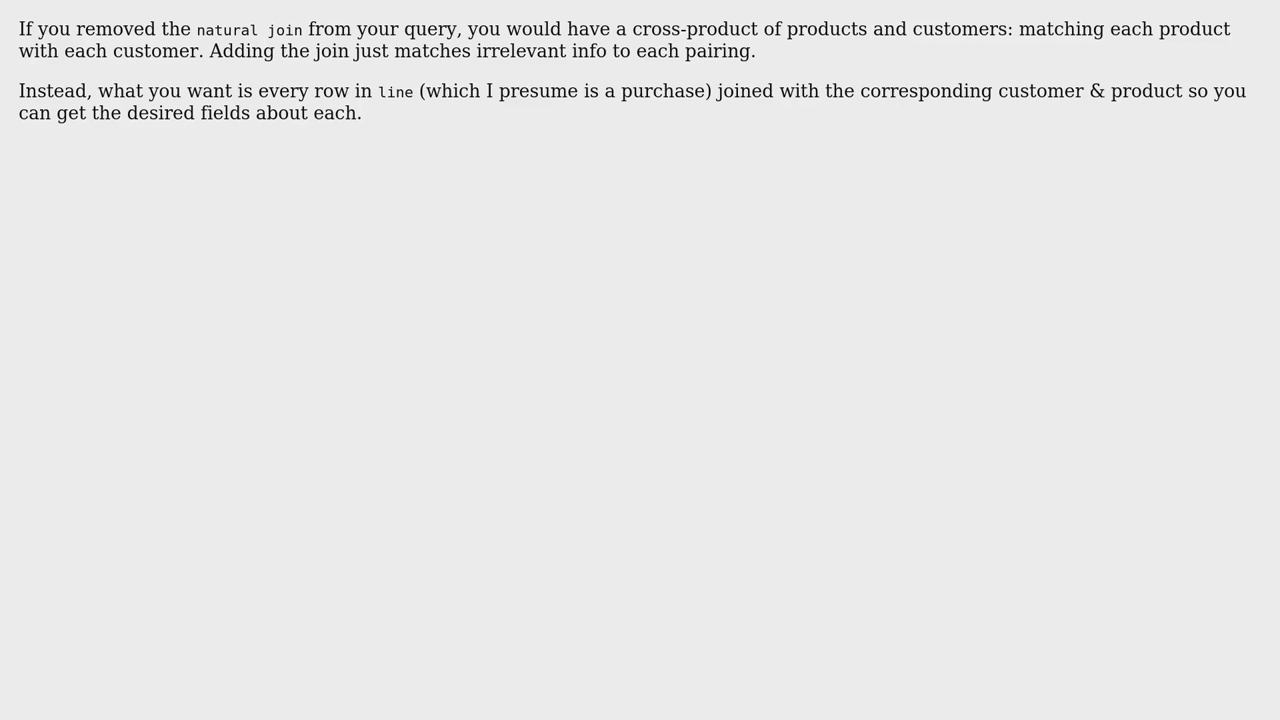 If you removed the natural join from your query, you would have a cross-product of products and customers: matching each product
with each customer. Adding the join just matches irrelevant info to each pairing.
Instead, what you want is every row in line (which I presume is a purchase) joined with the corresponding customer & product so you
can get the desired fields about each.